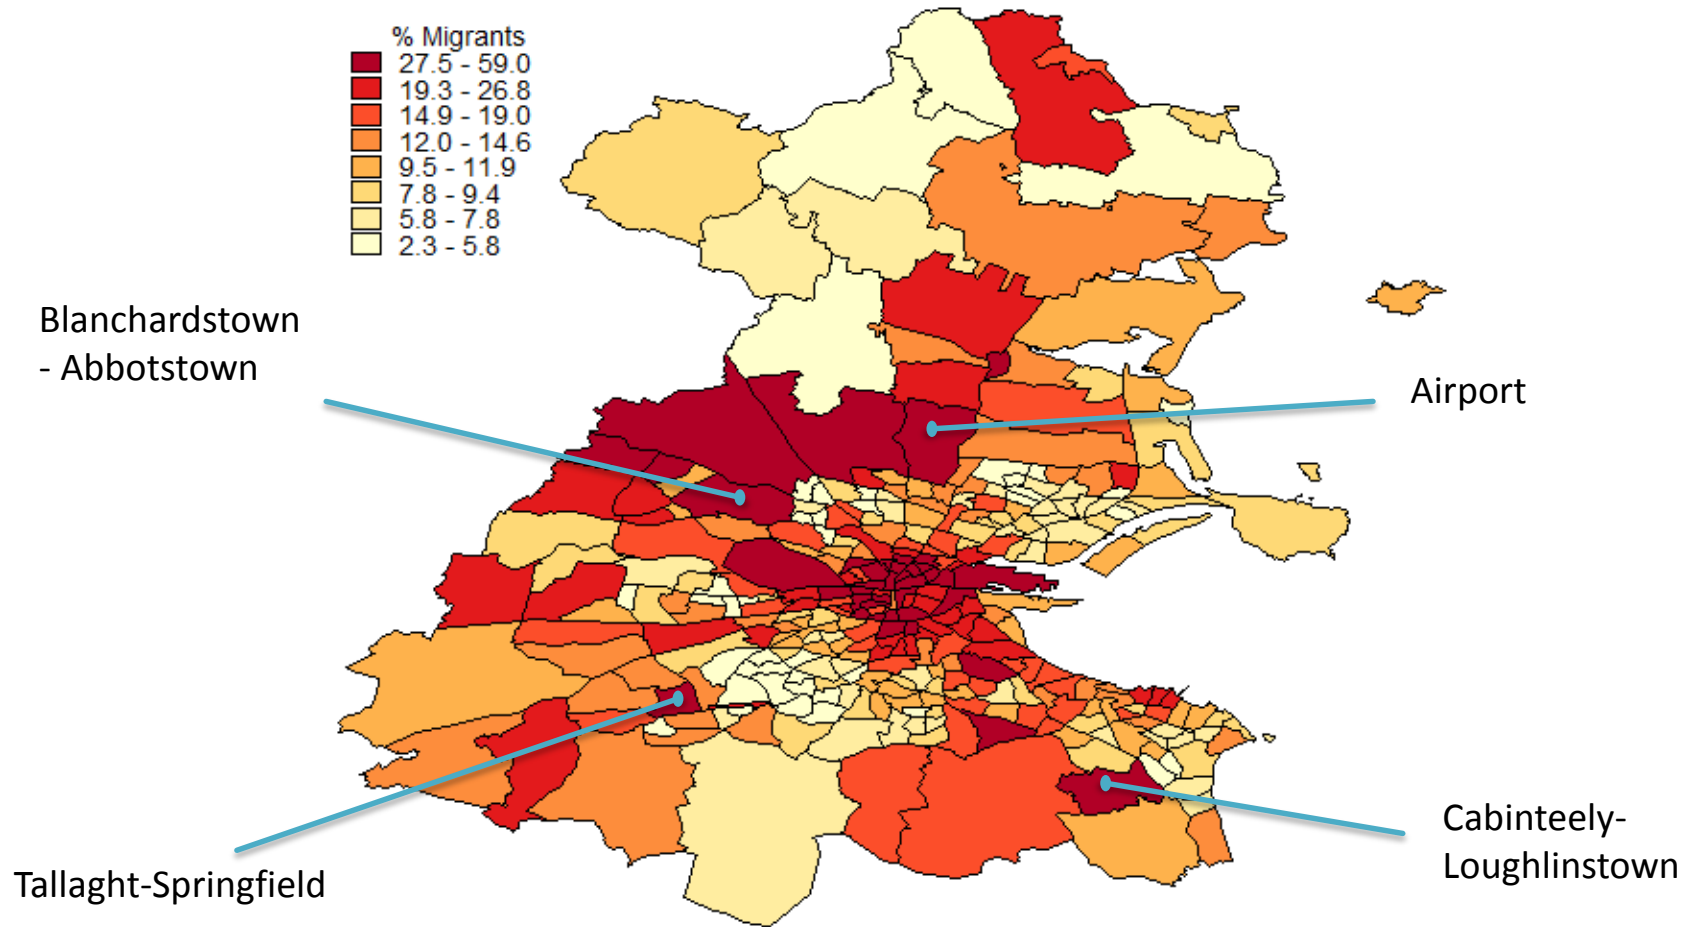 % Migrants
27.5 - 59.0
19.3 - 26.8
14.9 - 19.0
12.0 - 14.6
9.5 - 11.9
7.8 - 9.4
5.8 - 7.8
2.3 - 5.8
Blanchardstown
- Abbotstown
Airport
Tallaght-Springfield
Cabinteely-
Loughlinstown